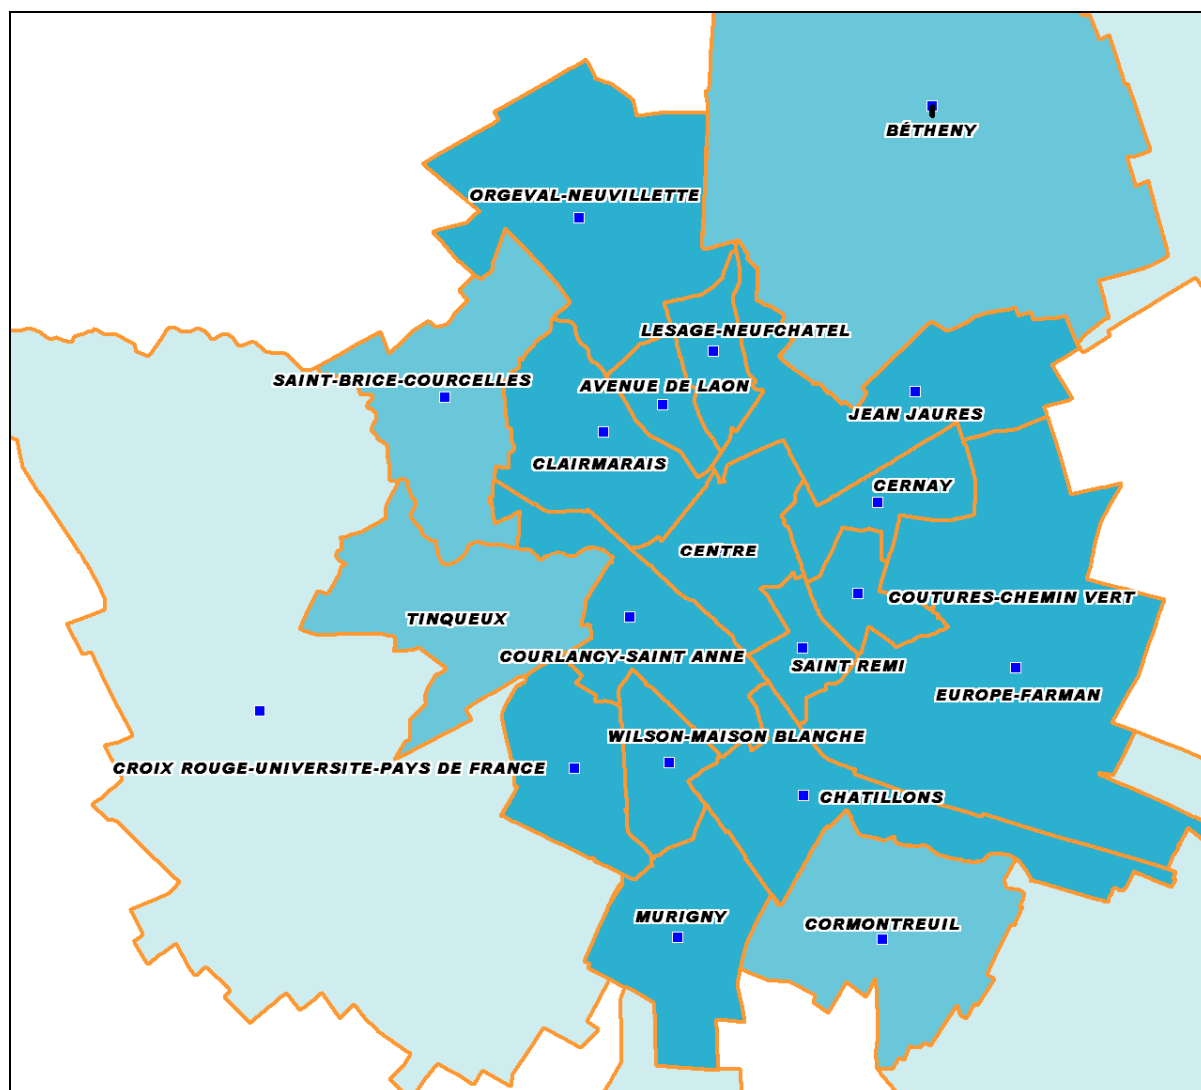 BÉTHENY
ORGEVAL-NEUVILLETTE
LESAGE-NEUFCHATEL
SAINT-BRICE-COURCELLES
AVENUE DE LAON
JEAN JAURES
CLAIRMARAIS
CERNAY
CENTRE
COUTURES-CHEMIN VERT
TINQUEUX
COURLANCY-SAINT ANNE
SAINT REMI
EUROPE-FARMAN
WILSON-MAISON BLANCHE
CROIX ROUGE-UNIVERSITE-PAYS DE FRANCE
CHATILLONS
MURIGNY
CORMONTREUIL